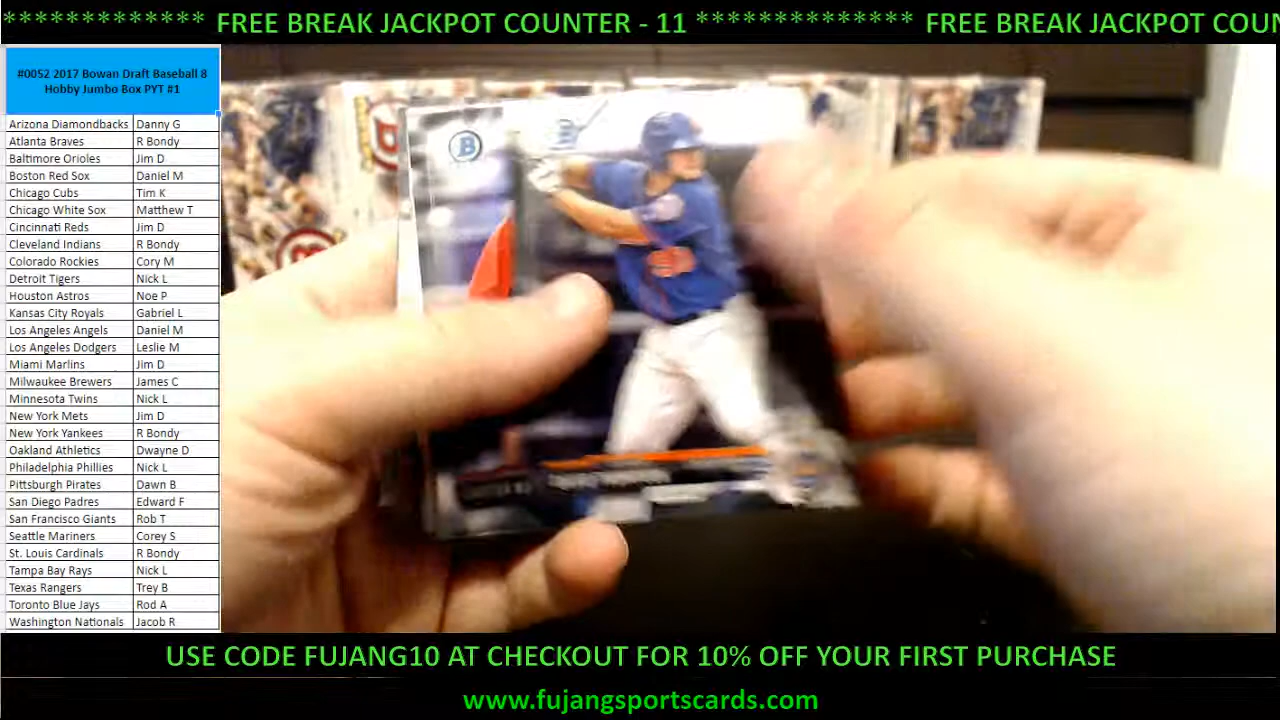 ************* FREE BREAK JACKPOT COUNTER - 11 ************** FREE BREAK JACKPOT COUN
#0052 2017 Bowan Draft Baseball 8
Hobby Jumbo Box PYT #1
Arizona Diamondbacks Danny G
Atlanta Braves R Bondy
Baltimore Orioles Jim D
Boston Red Sox Daniel M
Chicago Cubs Tim K
Chicago White Sox Matthew T
Cincinnati Reds Jim D
Cleveland Indians R Bondy
Colorado Rockies Cory M
Detroit Tigers Nick L
Houston Astros Noe P
Kansas City Royals Gabriel L
Los Angeles Angels Daniel M
Los Angeles Dodgers Leslie M
Miami Marlins Jim D
Milwaukee Brewers James C
Minnesota Twins Nick L
New York Mets Jim D
New York Yankees R Bondy
Oakland Athletics Dwayne D
Philadelphia Phillies Nick L
Pittsburgh Pirates Dawn B
San Diego Padres Edward F
San Francisco Giants Rob T
Seattle Mariners Corey S
St. Louis Cardinals R Bondy
Tampa Bay Rays Nick L
Texas Rangers Trey B
Toronto Blue Jays Rod A
Washington Nationals Jacob R
B
USE CODE FUJANG10 AT CHECKOUT FOR 10% OFF YOUR FIRST PURCHASE
www.fujangsportscards.com